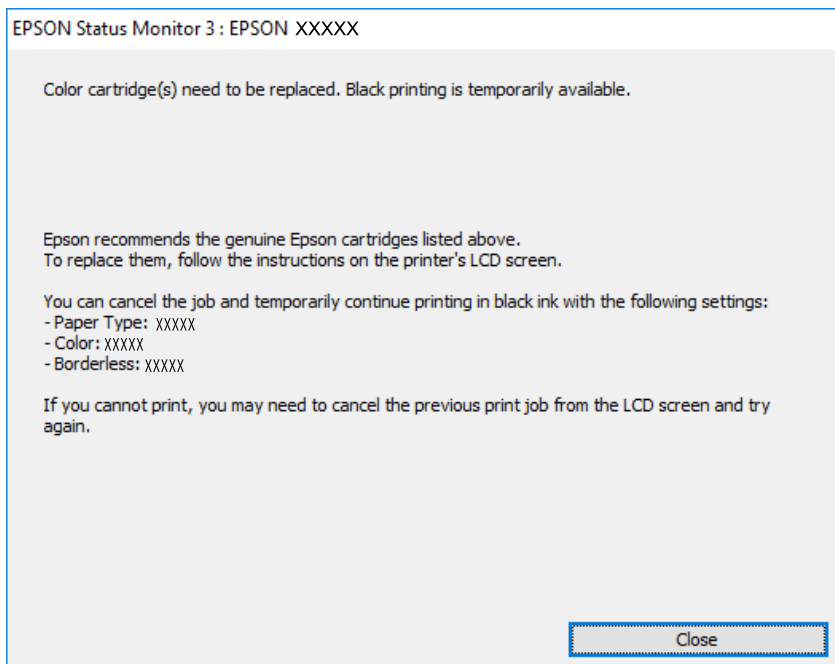 EPSON Status Monitor 3 : EPSON XXXXX
Color cartridge(s) need to be replaced. Black printing is temporarily available.
Epson recommends the genuine Epson cartridges listed above.
To replace them, follow the instructions on the printer's LCD screen.
You can cancel the job and temporarily continue printing in black ink with the following settings:
- Paper Type: XXXXX
- Color: XXXXX
- Borderless: XXXXX
If you cannot print, you may need to cancel the previous print job from the LCD screen and try
again.
Close